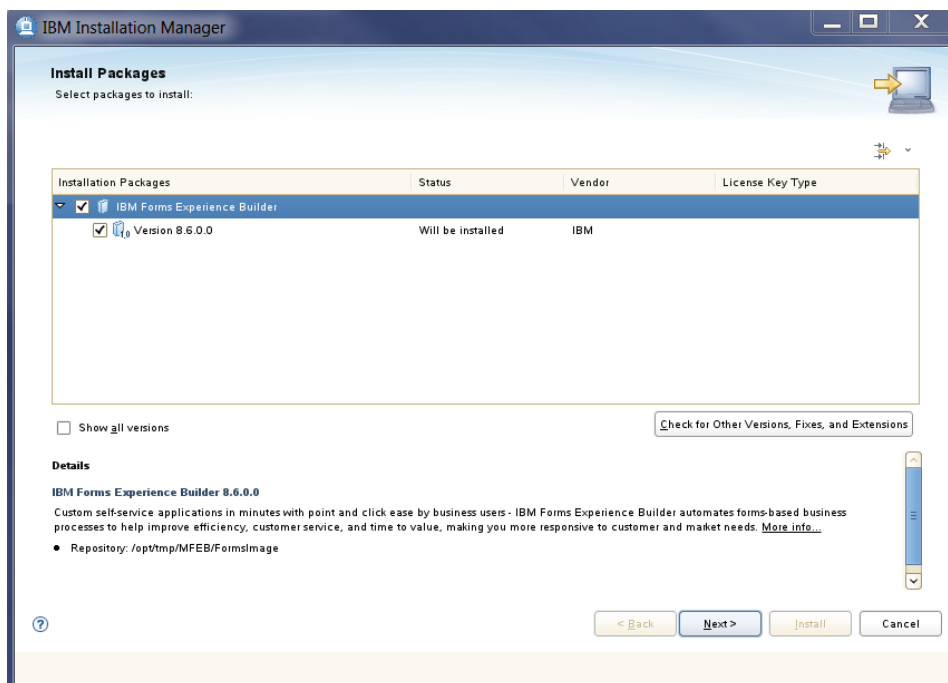 IBM Installation Manager
Install Packages
Select packages to install:
Installation Packages Status Vendor License Key Type
IBM Forms Experience Builder
Version 8.6.0.0 Will be installed IBM
Show all versions
Check for Other Versions, Fixes, and Extensions
Details
IBM Forms Experience Builder 8.6.0.0
Custom self-service applications in minutes with point and click ease by business users - IBM Forms Experience Builder automates forms-based business
processes to help improve efficiency, customer service, and time to value, making you more responsive to customer and market needs. More info...
• Repository: /opt/tmp/MFEB/FormsImage
< Back Next > Install Cancel